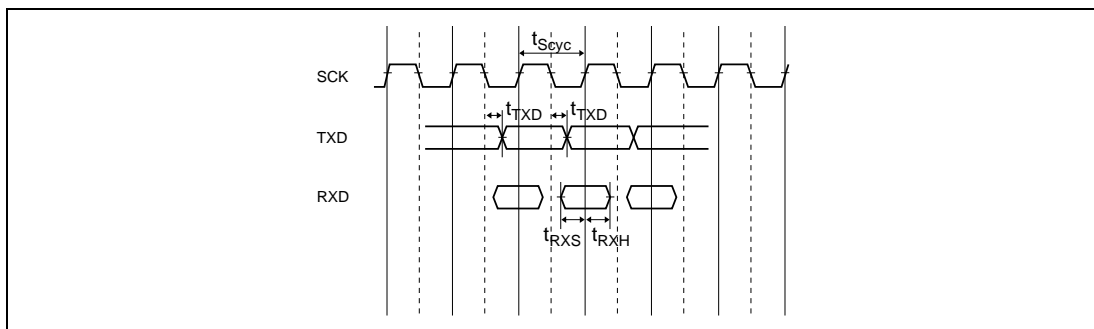 tScyc
SCK
tTXD tTXD
TXD
RXD
tRXS tRXH